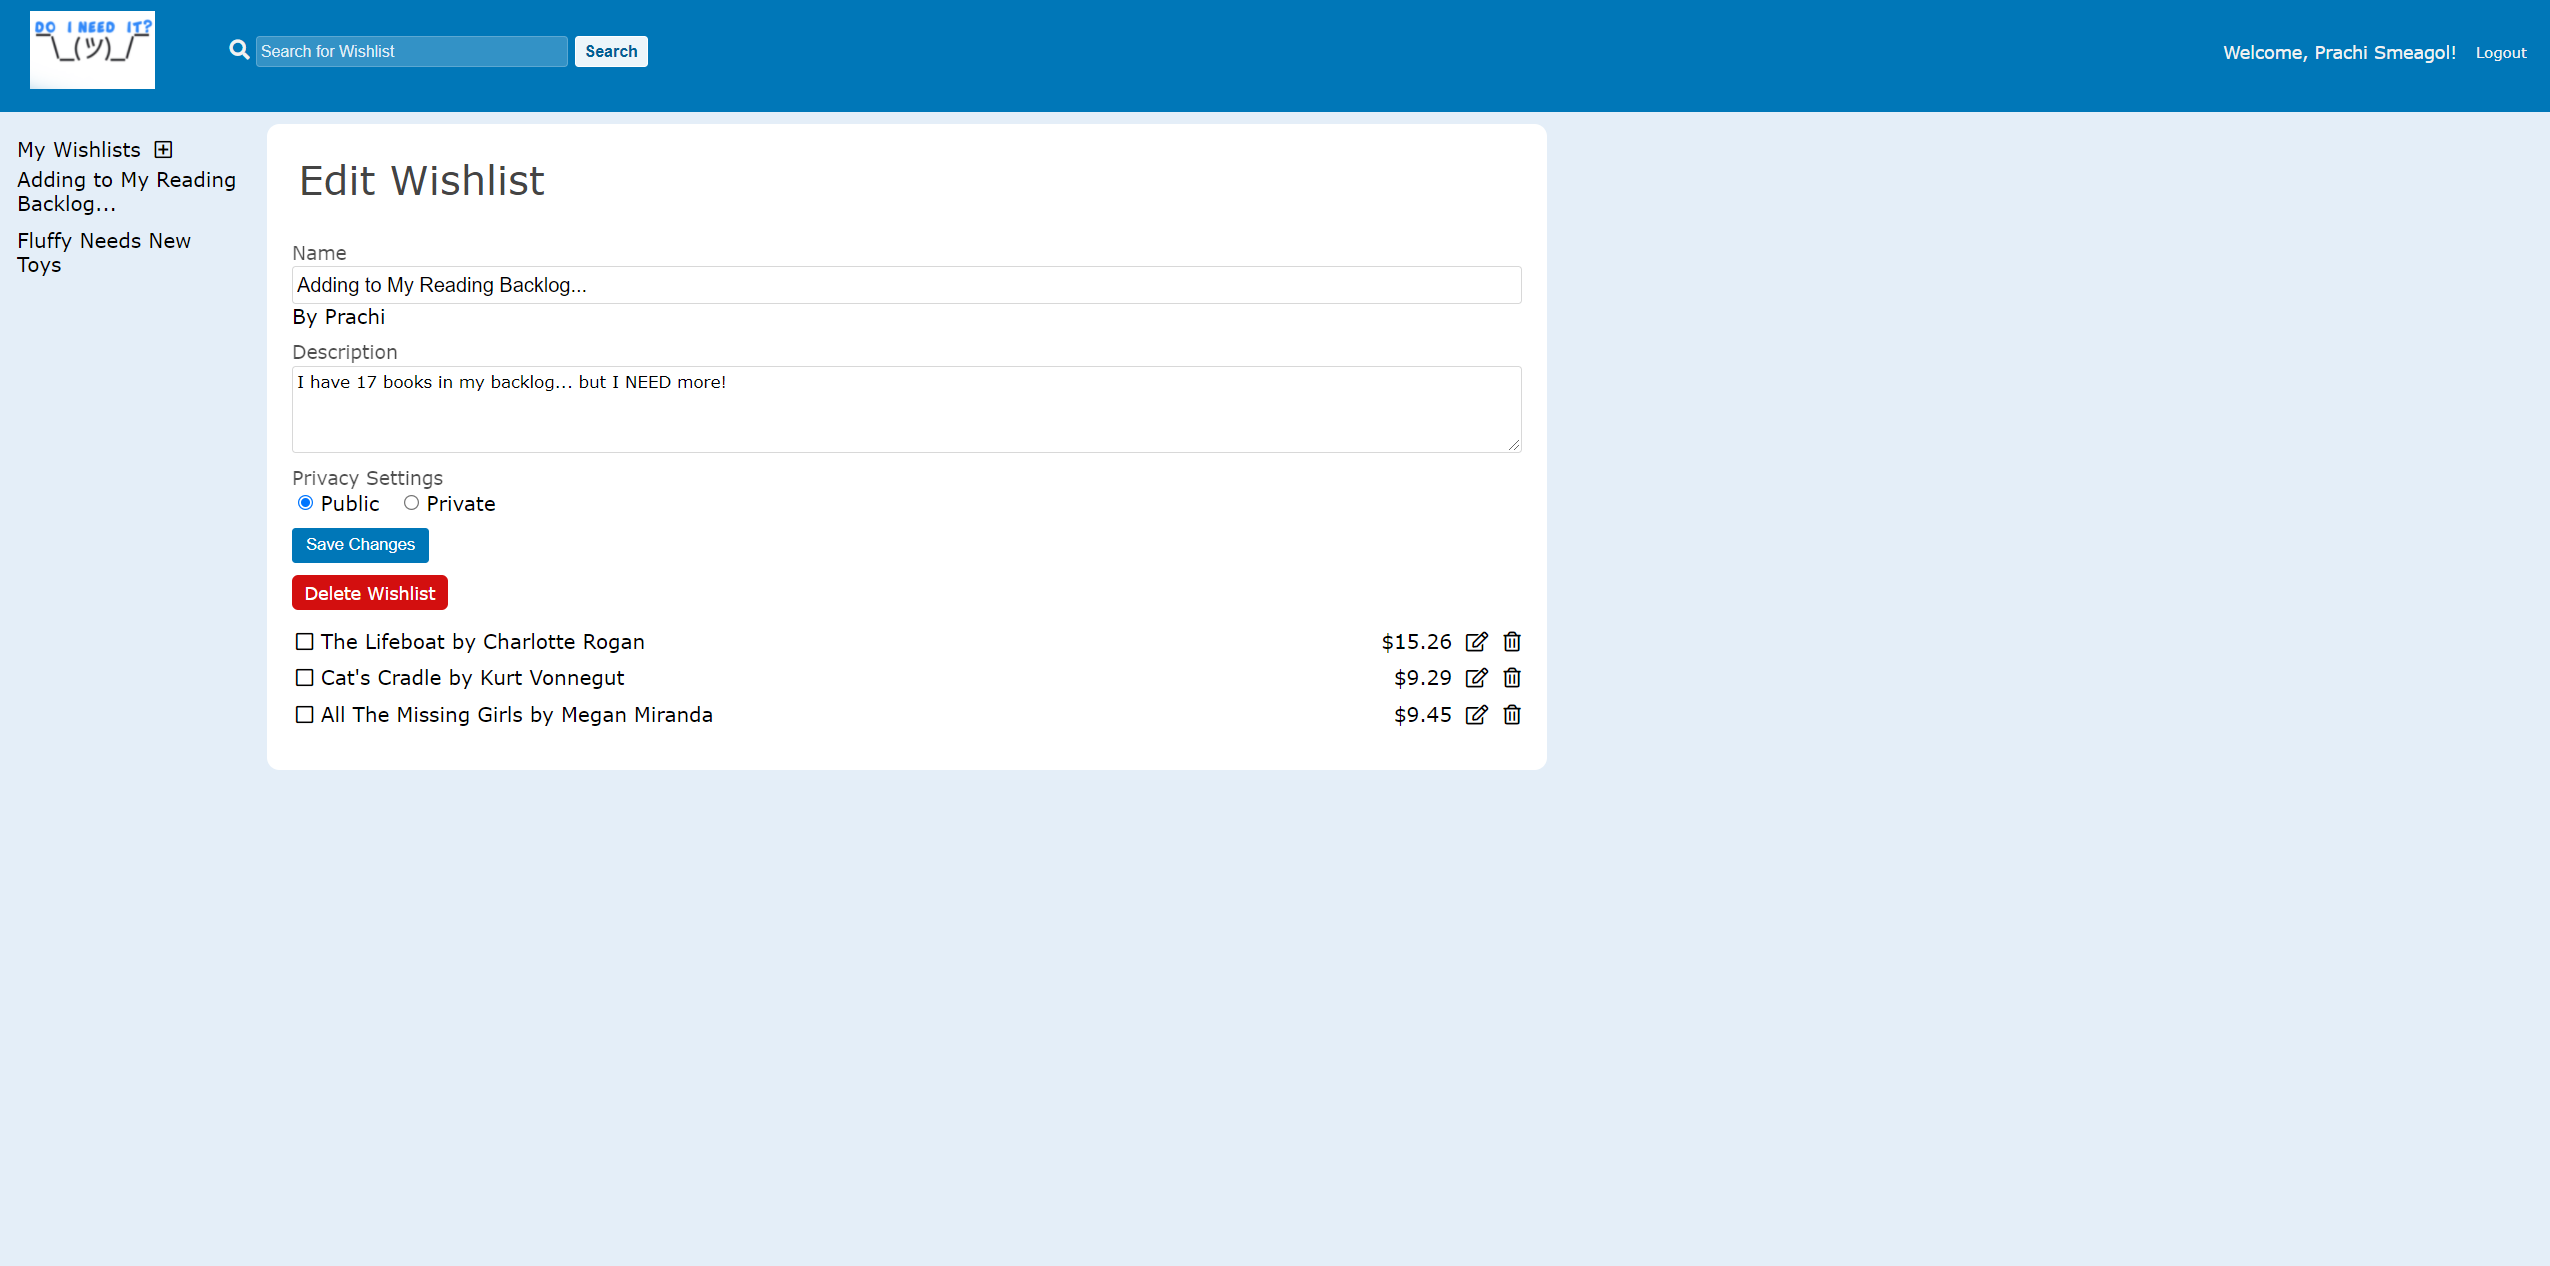 DO I NEED IT?
¯\_(ツ)_/¯
Search for Wishlist
Search
Welcome, Prachi Smeagol!
Logout
My Wishlists
Adding to My Reading
Backlog...
Fluffy Needs New
Toys
Edit Wishlist
Name
Adding to My Reading Backlog...
By Prachi
Description
I have 17 books in my backlog... but I NEED more!
Privacy Settings
Public Private
Save Changes
Delete Wishlist
The Lifeboat by Charlotte Rogan $15.26
Cat's Cradle by Kurt Vonnegut $9.29
All The Missing Girls by Megan Miranda $9.45